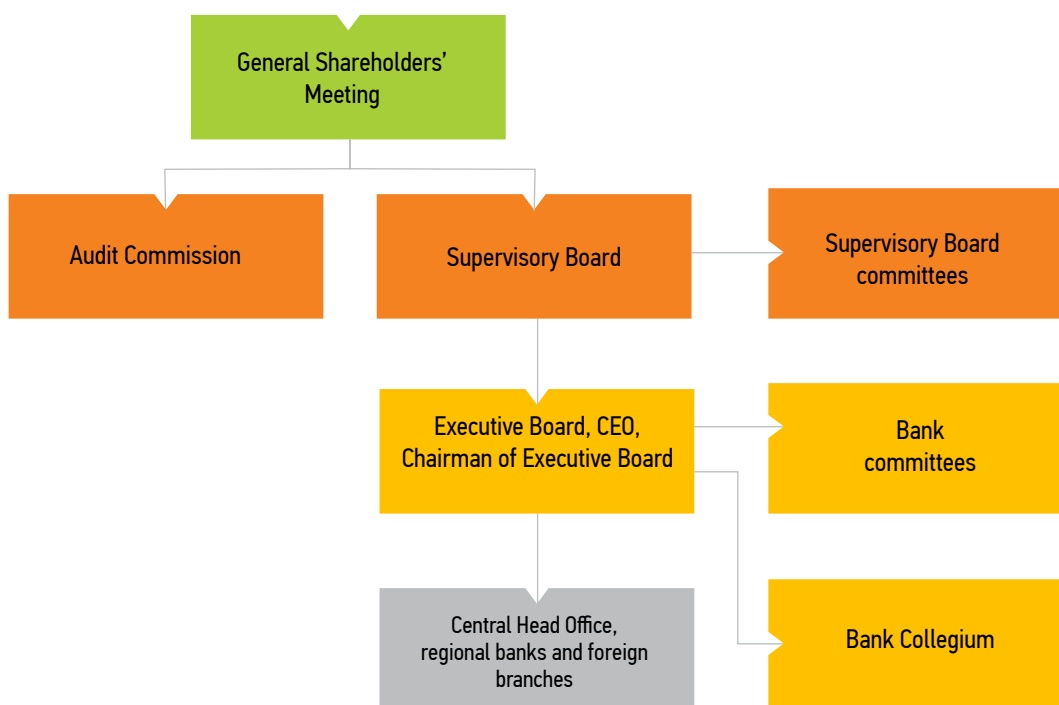 General Shareholders’
Meeting
Audit Commission
Supervisory Board
Supervisory Board
committees
Executive Board, CEO,
Chairman of Executive Board
Bank
committees
Central Head Office,
regional banks and foreign
branches
Bank Collegium